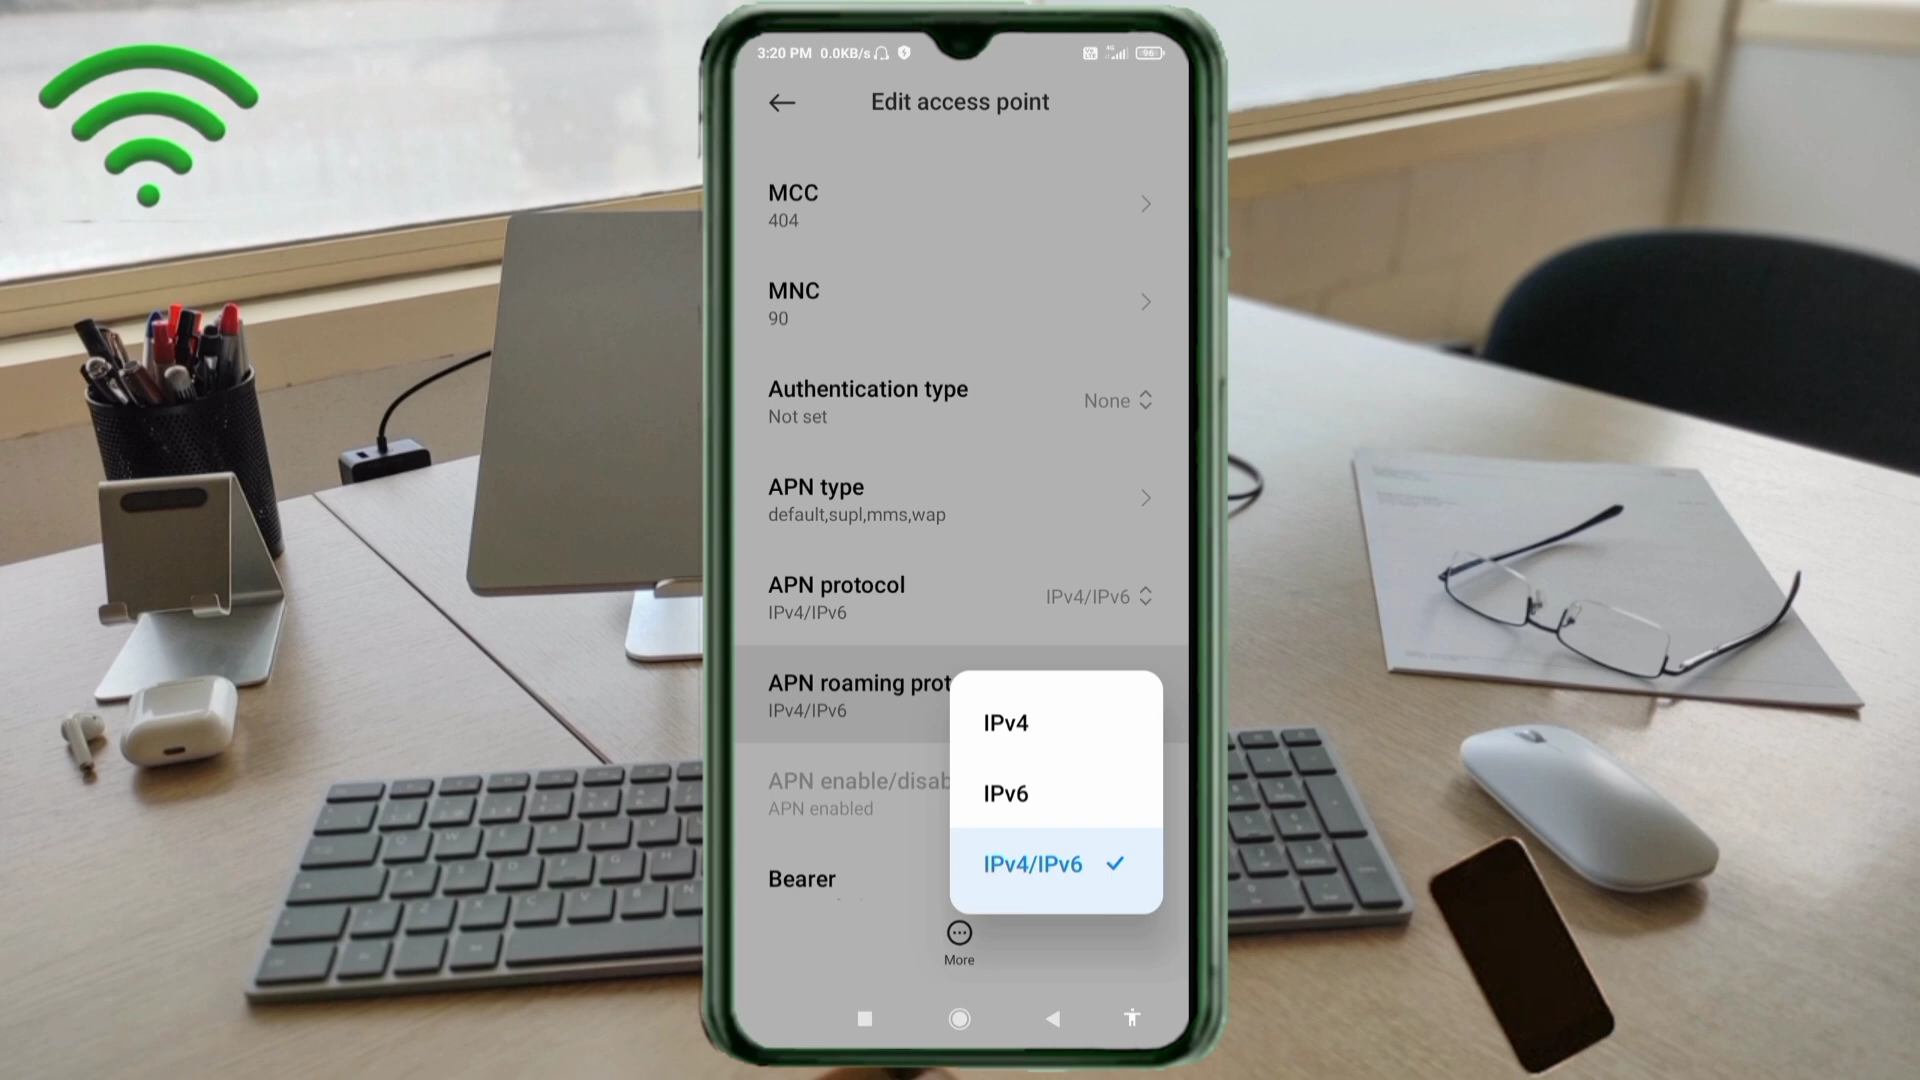 3:20 PM 0.0KB/s
4G
96
Edit access point
MCC
404
MNC
90
Authentication type
Not set
None
APN type
default,supl,mms,wap
APN protocol
IPv4/IPv6
IPv4/IPv6
APN roaming prot
IPv4/IPv6
IPv4
IPv6
IPv4/IPv6
APN enable/disab
APN enabled
Bearer
More